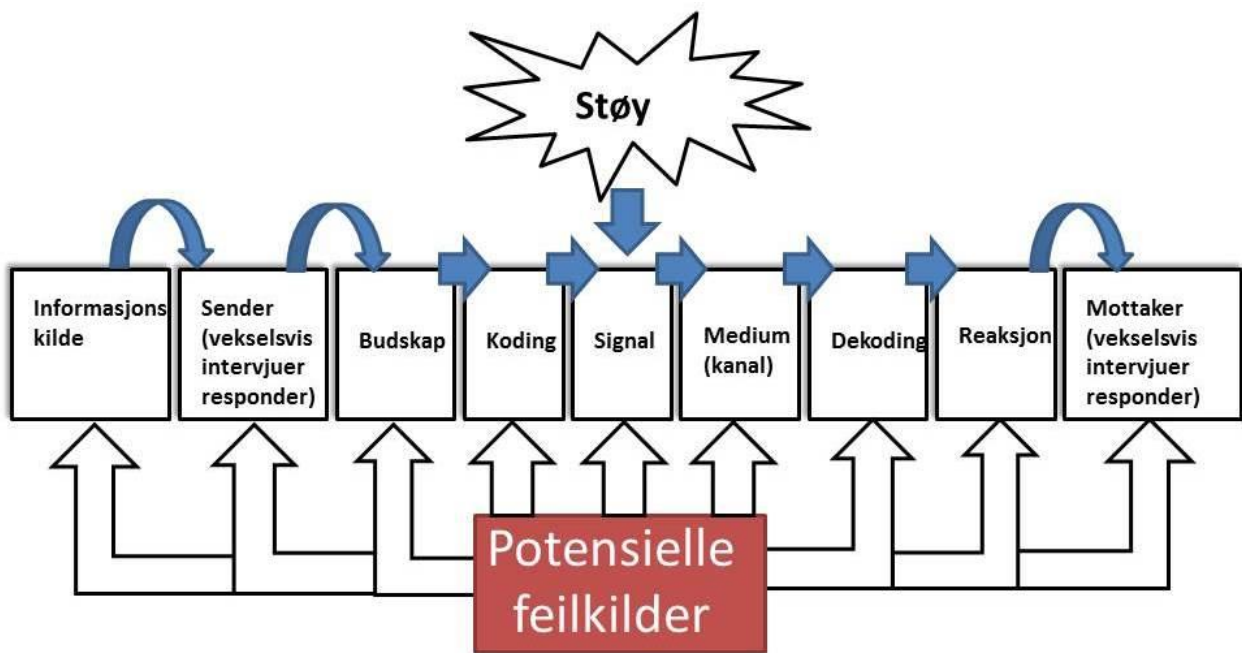 Støy
Informasjons
kilde
Sender
(vekselsvis
intervjuer
responder)
Budskap
Koding
Signal
Medium
(kanal)
Dekoding
Reaksjon
Mottaker
(vekselsvis
intervjuer
responder)
Potensielle
feilkilder